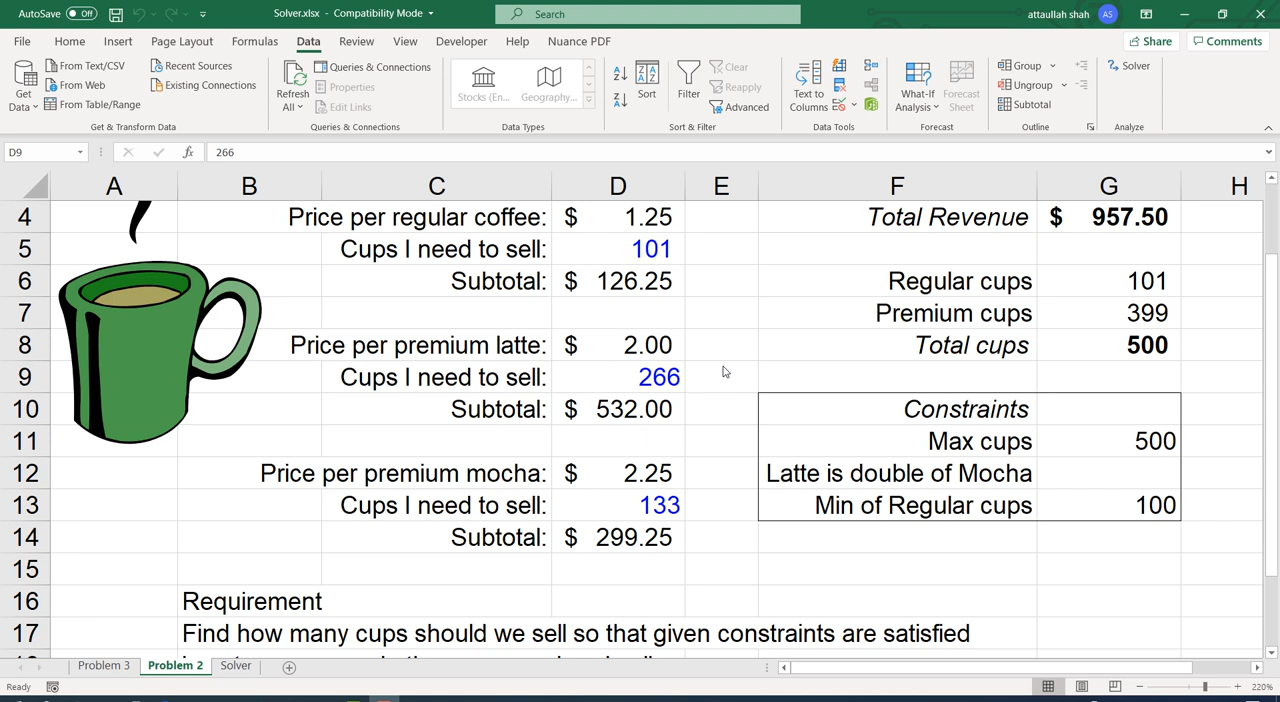 AutoSave Off Solver.xlsx - Compatibility Mode Search attaullah shah AS
File Home Insert Page Layout Formulas Data Review View Developer Help Nuance PDF Share Comments
Get Data From Text/CSV From Web From Table/Range Recent Sources Existing Connections
Get & Transform Data
Refresh All Queries & Connections Properties Edit Links
Queries & Connections
Stocks (En... Geography...
Data Types
Sort Filter Clear Reapply Advanced
Sort & Filter
Text to Columns
Data Tools
What-If Analysis Forecast Sheet
Forecast
Group Ungroup Subtotal
Outline
Solver
Analyze
D9 fx 266
A B C D E F G H
4 Price per regular coffee: $ 1.25 Total Revenue $ 957.50
5 Cups I need to sell: 101
6 Subtotal: $ 126.25 Regular cups 101
7 Premium cups 399
8 Price per premium latte: $ 2.00 Total cups 500
9 Cups I need to sell: 266
10 Subtotal: $ 532.00 Constraints
11 Max cups 500
12 Price per premium mocha: $ 2.25 Latte is double of Mocha
13 Cups I need to sell: 133 Min of Regular cups 100
14 Subtotal: $ 299.25
15
16 Requirement
17 Find how many cups should we sell so that given constraints are satisfied
Problem 3 Problem 2 Solver
Ready 220%